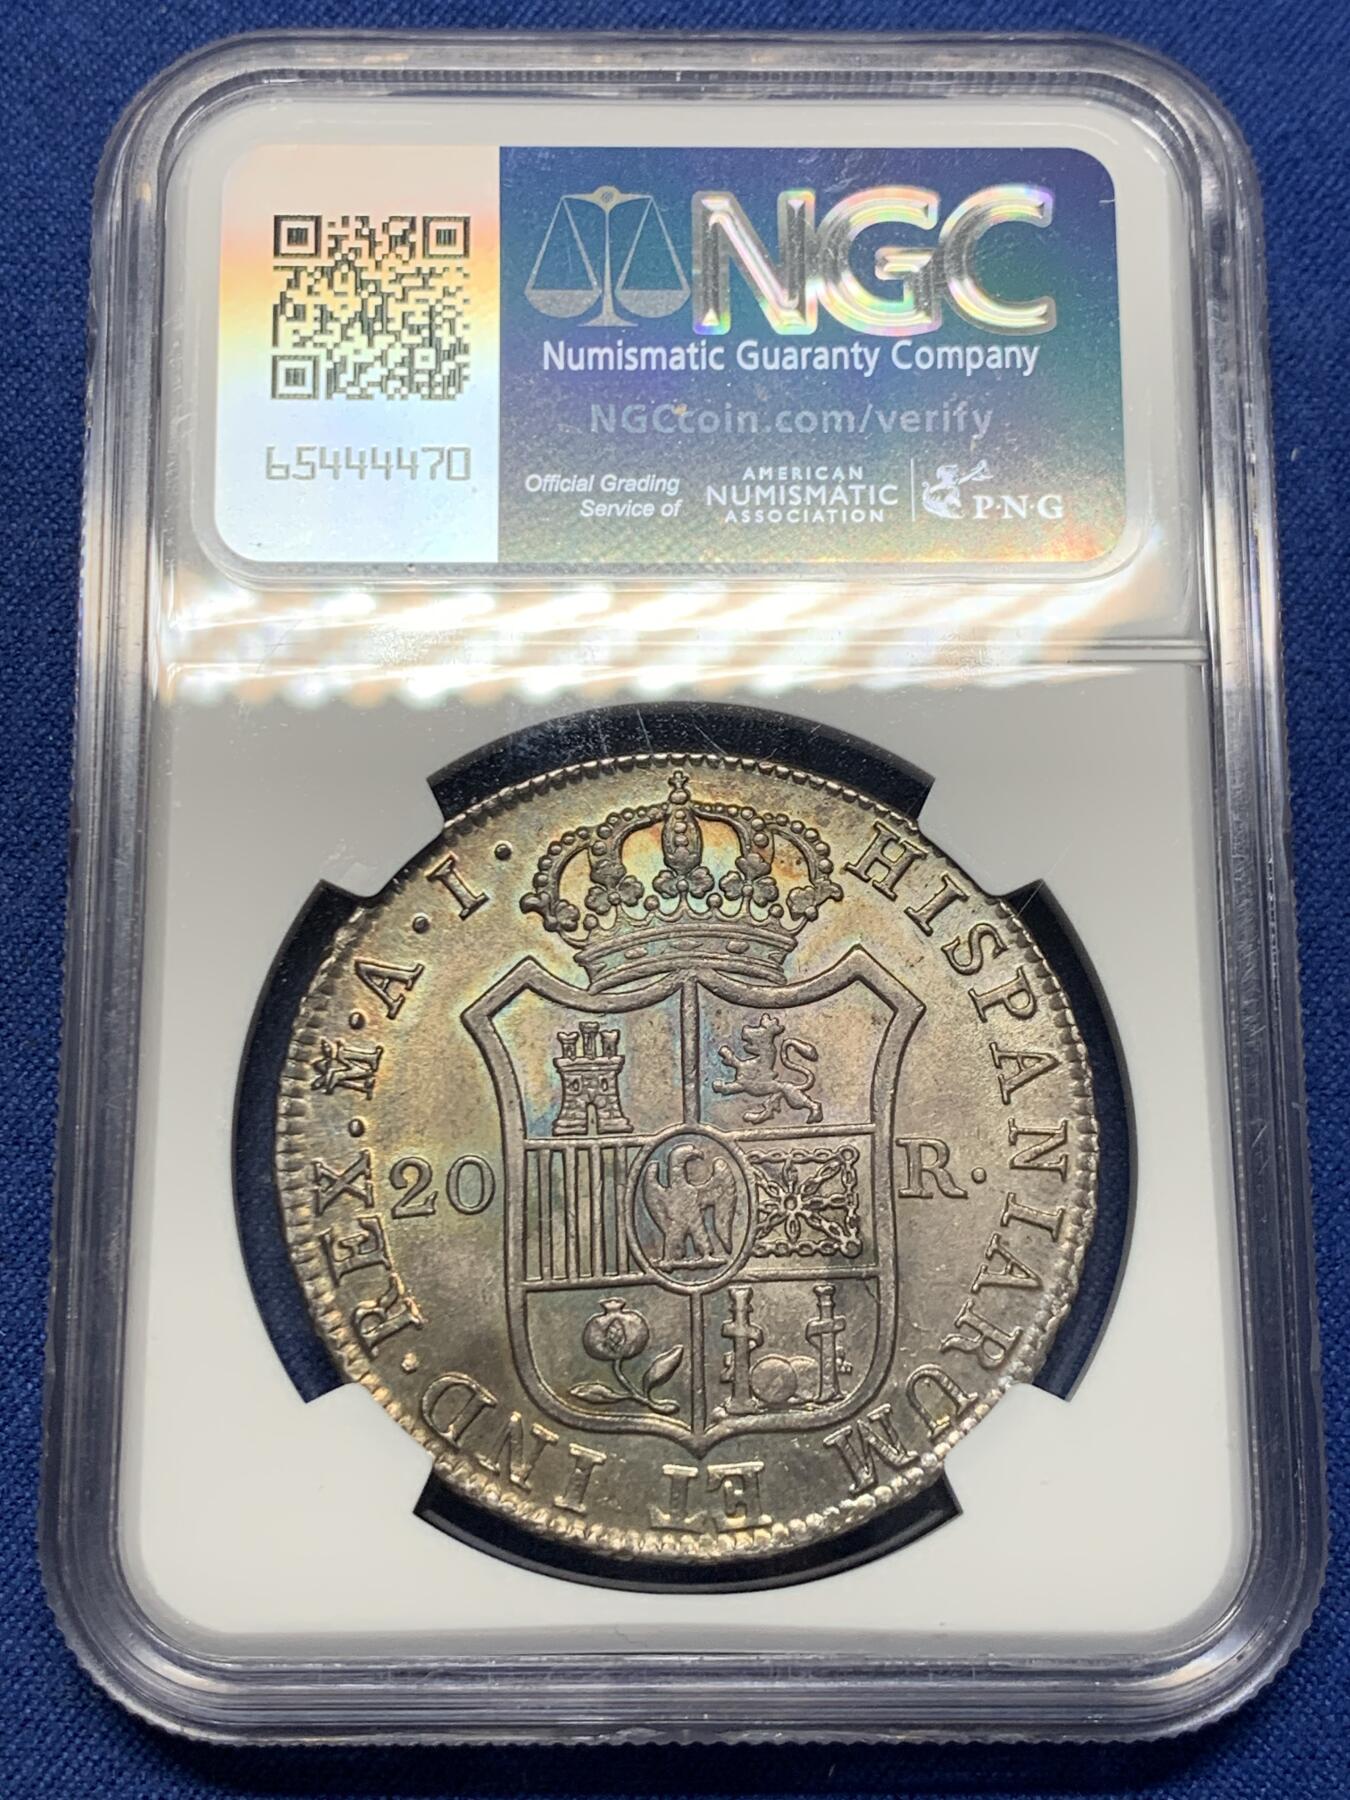 NGC
Numismatic Guaranty Company
NGCcoin.com/verify
65444470
Official Grading
Service of
AMERICAN
NUMISMATIC
ASSOCIATION
P·N·G
HISPANIARUM ET IND·REX·M·A·I·
20 R·